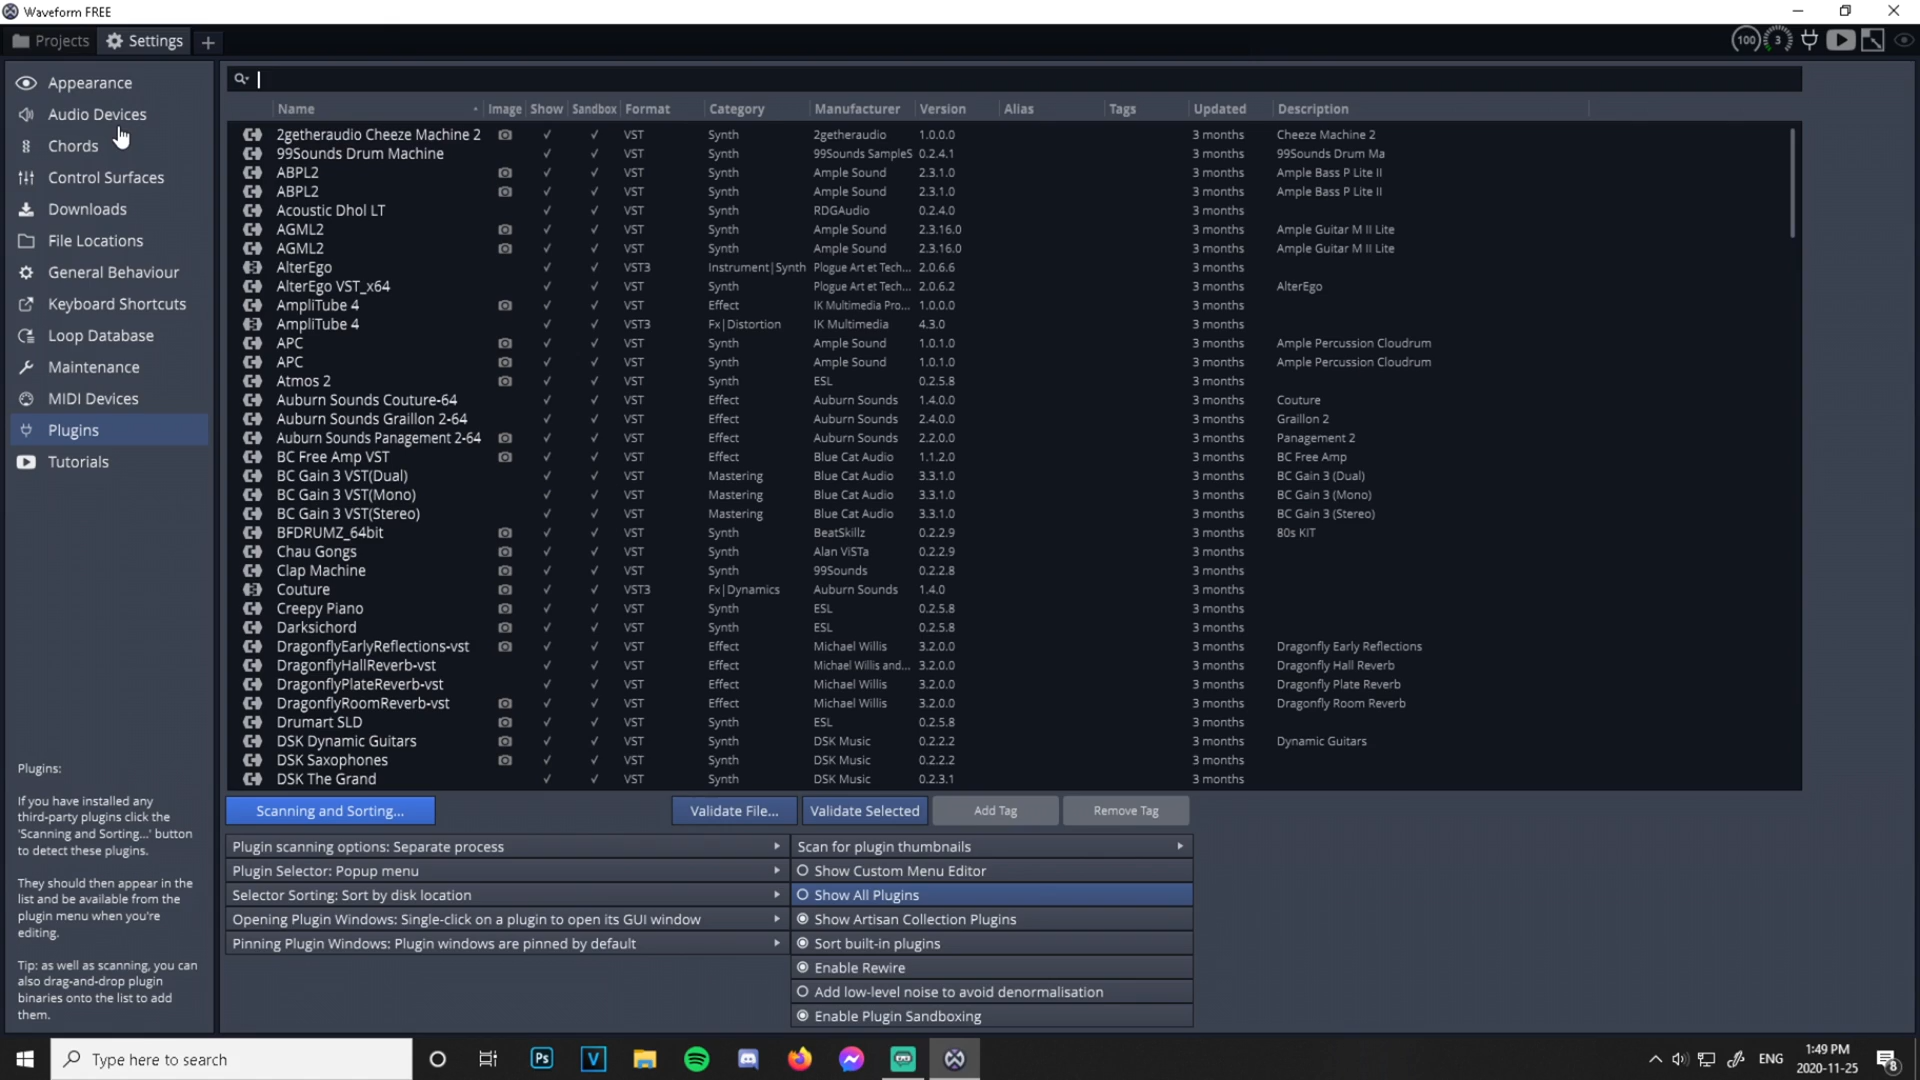 Waveform FREE
Projects Settings +
100 3
Appearance
Audio Devices
Chords
Control Surfaces
Downloads
File Locations
General Behaviour
Keyboard Shortcuts
Loop Database
Maintenance
MIDI Devices
Plugins
Tutorials
Plugins:
If you have installed any
third-party plugins click the
'Scanning and Sorting...' button
to detect these plugins.
They should then appear in the
list and be available from the
plugin menu when you're
editing.
Tip: as well as scanning, you can
also drag-and-drop plugin
binaries onto the list to add
them.
Name Image Show Sandbox Format Category Manufacturer Version Alias Tags Updated Description
2getheraudio Cheeze Machine 2 VST Synth 2getheraudio 1.0.0.0 3 months Cheeze Machine 2
99Sounds Drum Machine VST Synth 99Sounds SampleS 0.2.4.1 3 months 99Sounds Drum Ma
ABPL2 VST Synth Ample Sound 2.3.1.0 3 months Ample Bass P Lite II
ABPL2 VST Synth Ample Sound 2.3.1.0 3 months Ample Bass P Lite II
Acoustic Dhol LT VST Synth RDGAudio 0.2.4.0 3 months
AGML2 VST Synth Ample Sound 2.3.16.0 3 months Ample Guitar M II Lite
AGML2 VST Synth Ample Sound 2.3.16.0 3 months Ample Guitar M II Lite
AlterEgo VST3 Instrument|Synth Plogue Art et Tech... 2.0.6.6 3 months
AlterEgo VST_x64 VST Synth Plogue Art et Tech... 2.0.6.2 3 months AlterEgo
AmpliTube 4 VST Effect IK Multimedia Pro... 1.0.0.0 3 months
AmpliTube 4 VST3 Fx|Distortion IK Multimedia 4.3.0 3 months
APC VST Synth Ample Sound 1.0.1.0 3 months Ample Percussion Cloudrum
APC VST Synth Ample Sound 1.0.1.0 3 months Ample Percussion Cloudrum
Atmos 2 VST Synth ESL 0.2.5.8 3 months
Auburn Sounds Couture-64 VST Effect Auburn Sounds 1.4.0.0 3 months Couture
Auburn Sounds Graillon 2-64 VST Effect Auburn Sounds 2.4.0.0 3 months Graillon 2
Auburn Sounds Panagement 2-64 VST Effect Auburn Sounds 2.2.0.0 3 months Panagement 2
BC Free Amp VST VST Effect Blue Cat Audio 1.1.2.0 3 months BC Free Amp
BC Gain 3 VST(Dual) VST Mastering Blue Cat Audio 3.3.1.0 3 months BC Gain 3 (Dual)
BC Gain 3 VST(Mono) VST Mastering Blue Cat Audio 3.3.1.0 3 months BC Gain 3 (Mono)
BC Gain 3 VST(Stereo) VST Mastering Blue Cat Audio 3.3.1.0 3 months BC Gain 3 (Stereo)
BFDRUMZ_64bit VST Synth BeatSkillz 0.2.2.9 3 months 80s KIT
Chau Gongs VST Synth Alan ViSTa 0.2.2.9 3 months
Clap Machine VST Synth 99Sounds 0.2.2.8 3 months
Couture VST3 Fx|Dynamics Auburn Sounds 1.4.0 3 months
Creepy Piano VST Synth ESL 0.2.5.8 3 months
Darksichord VST Synth ESL 0.2.5.8 3 months
DragonflyEarlyReflections-vst VST Effect Michael Willis 3.2.0.0 3 months Dragonfly Early Reflections
DragonflyHallReverb-vst VST Effect Michael Willis and... 3.2.0.0 3 months Dragonfly Hall Reverb
DragonflyPlateReverb-vst VST Effect Michael Willis 3.2.0.0 3 months Dragonfly Plate Reverb
DragonflyRoomReverb-vst VST Effect Michael Willis 3.2.0.0 3 months Dragonfly Room Reverb
Drumart SLD VST Synth ESL 0.2.5.8 3 months
DSK Dynamic Guitars VST Synth DSK Music 0.2.2.2 3 months Dynamic Guitars
DSK Saxophones VST Synth DSK Music 0.2.2.2 3 months
DSK The Grand VST Synth DSK Music 0.2.3.1 3 months
Scanning and Sorting... Validate File... Validate Selected Add Tag Remove Tag
Plugin scanning options: Separate process
Plugin Selector: Popup menu
Selector Sorting: Sort by disk location
Opening Plugin Windows: Single-click on a plugin to open its GUI window
Pinning Plugin Windows: Plugin windows are pinned by default
Scan for plugin thumbnails
Show Custom Menu Editor
Show All Plugins
Show Artisan Collection Plugins
Sort built-in plugins
Enable Rewire
Add low-level noise to avoid denormalisation
Enable Plugin Sandboxing
Type here to search
Ps V
ENG
1:49 PM
2020-11-25
8